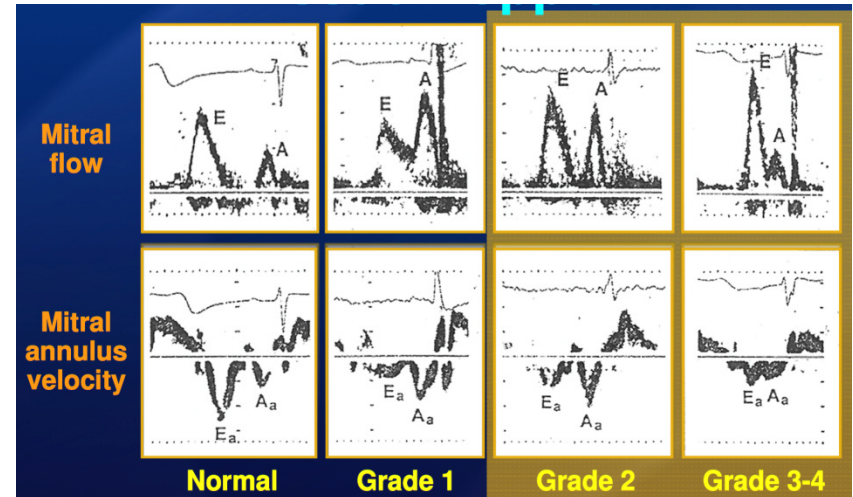 Mitral
flow
E
A
E
A
E
A
E
A
Mitral
annulus
velocity
Ea
Aa
Ea
Aa
Ea
Aa
Ea Aa
Normal
Grade 1
Grade 2
Grade 3-4